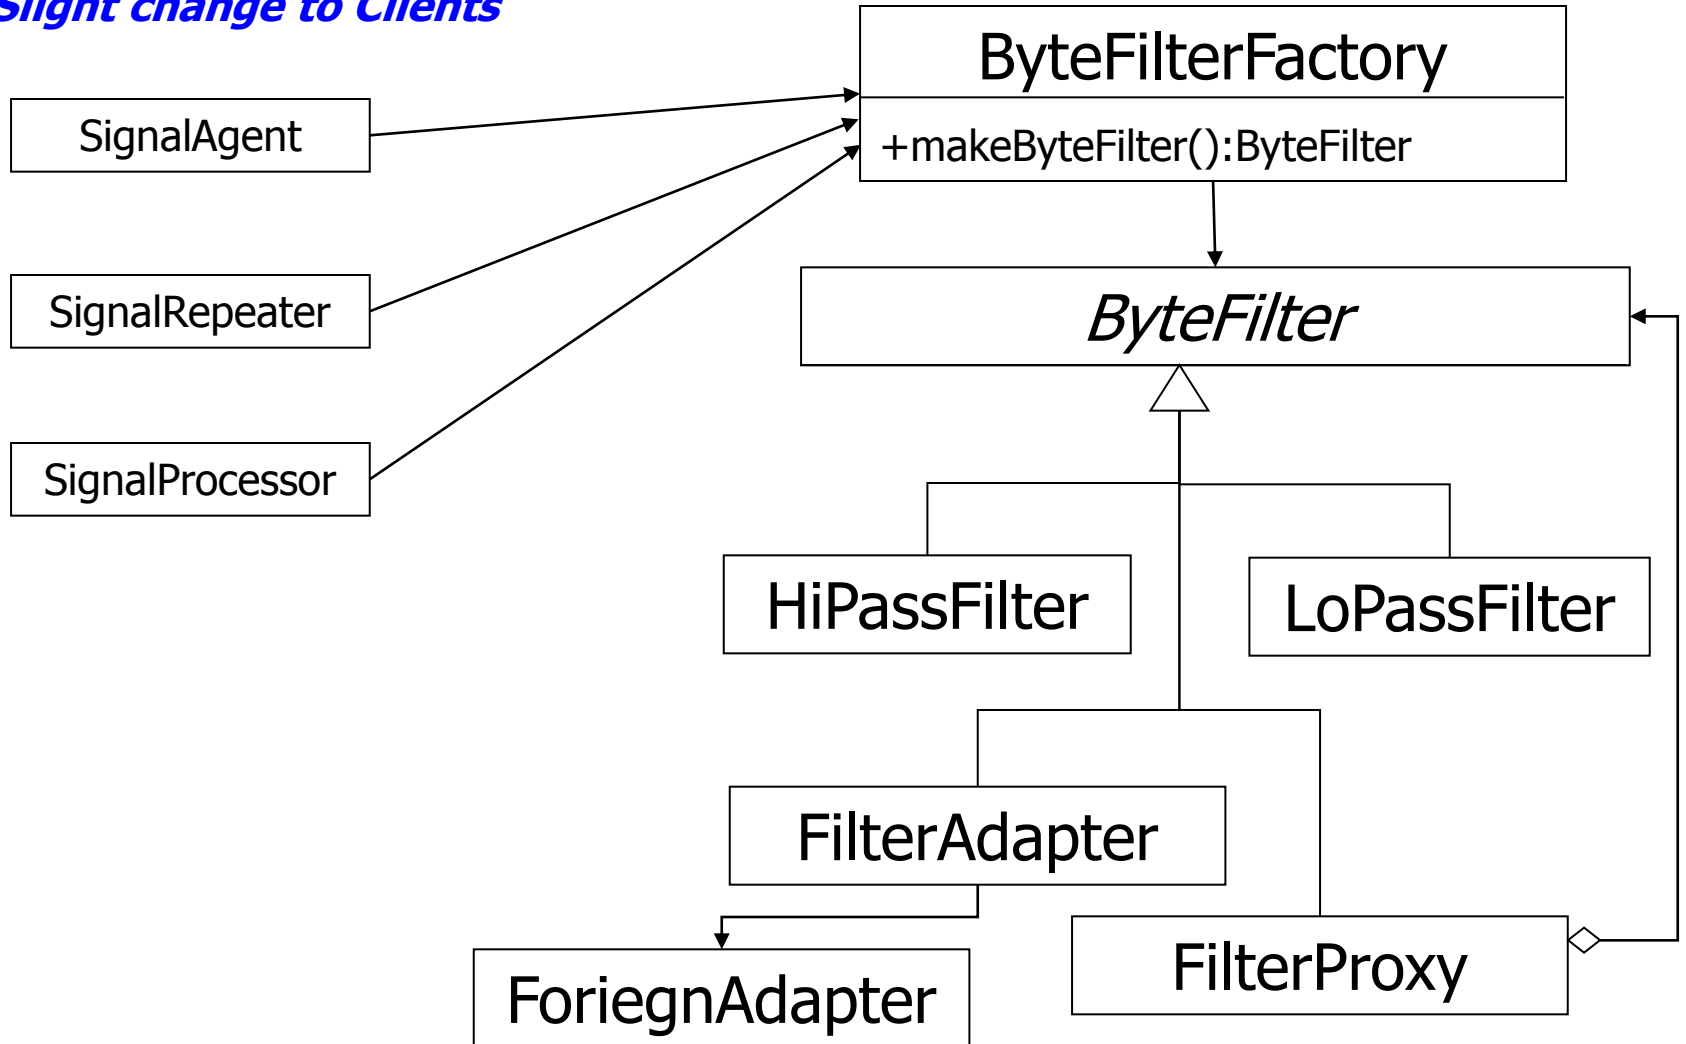 Slight change to Clients
ByteFilterFactory
+makeByteFilter():ByteFilter
SignalAgent
SignalRepeater
SignalProcessor
ByteFilter
HiPassFilter
LoPassFilter
FilterAdapter
FilterProxy
ForiegnAdapter